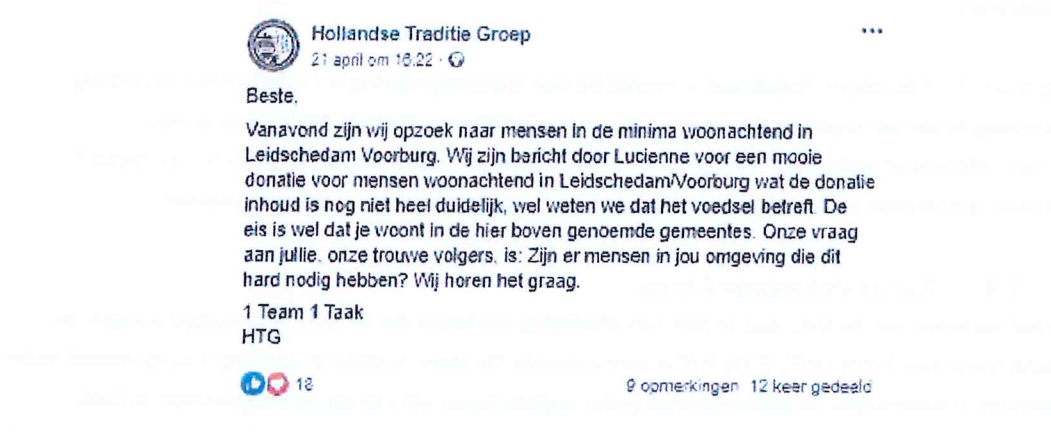 Hollandse Traditie Groep
21 april om 16:22
Beste,
Vanavond zijn wij opzoek naar mensen in de minima woonachtend in
Leidschedam Voorburg. Wij zijn bericht door Lucienne voor een mooie
donatie voor mensen woonachtend in Leidschedam/Voorburg wat de donatie
inhoud is nog niet heel duidelijk, wel weten we dat het voedsel betreft. De
eis is wel dat je woont in de hier boven genoemde gemeentes. Onze vraag
aan jullie, onze trouwe volgers, is: Zijn er mensen in jou omgeving die dit
hard nodig hebben? Wij horen het graag.
1 Team 1 Taak
HTG
18
9 opmerkingen 12 keer gedeeld